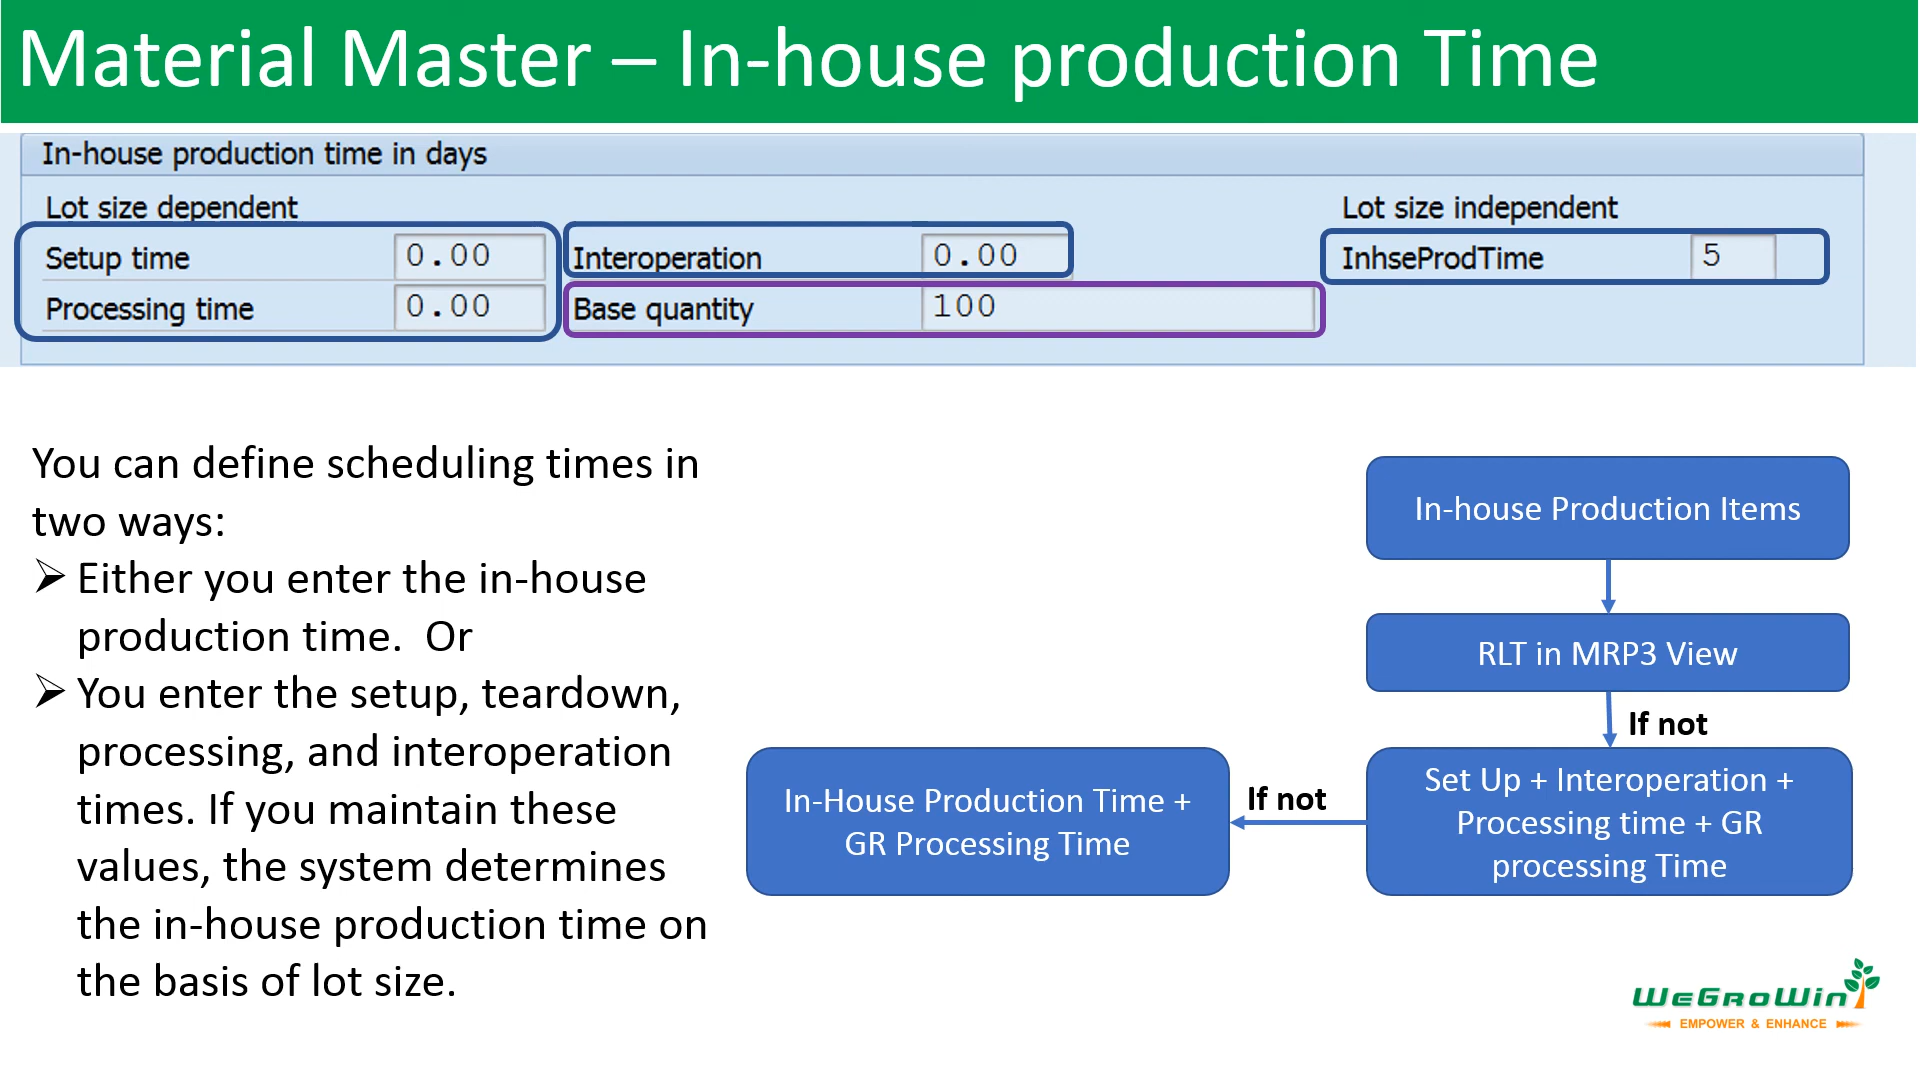 Material Master – In-house production Time
In-house production time in days
Lot size dependent
Lot size independent
Setup time 0.00 Interoperation 0.00 InhseProdTime 5
Processing time 0.00 Base quantity 100
You can define scheduling times in
two ways:
➢ Either you enter the in-house
production time.  Or
➢ You enter the setup, teardown,
processing, and interoperation
times. If you maintain these
values, the system determines
the in-house production time on
the basis of lot size.
In-house Production Items
RLT in MRP3 View
If not
Set Up + Interoperation +
Processing time + GR
processing Time
If not
In-House Production Time +
GR Processing Time
WeGroWin
EMPOWER & ENHANCE